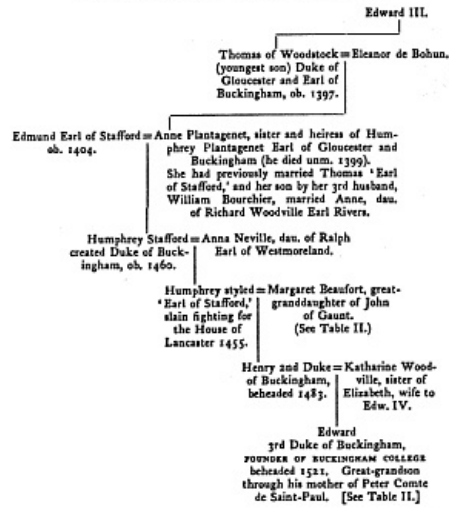 Edward III.
Thomas of Woodstock = Eleanor de Bohun.
(youngest son) Duke of
Gloucester and Earl of
Buckingham, ob. 1397.
Edmund Earl of Stafford = Anne Plantagenet, sister and heiress of Hum-
ob. 1404.
phrey Plantagenet Earl of Gloucester and
Buckingham (he died unm. 1399).
She had previously married Thomas 'Earl
of Stafford,' and her son by her 3rd husband,
William Bourchier, married Anne, dau.
of Richard Woodville Earl Rivers.
Humphrey Stafford = Anna Neville, dau. of Ralph
created Duke of Buck-
ingham, ob. 1460.
Earl of Westmoreland.
Humphrey styled = Margaret Beaufort, great-
'Earl of Stafford,'
slain fighting for
the House of
Lancaster 1455.
granddaughter of John
of Gaunt.
(See Table II.)
Henry 2nd Duke = Katharine Wood-
of Buckingham,
beheaded 1483.
ville, sister of
Elizabeth, wife to
Edw. IV.
Edward
3rd Duke of Buckingham,
FOUNDER OF BUCKINGHAM COLLEGE
beheaded 1521. Great-grandson
through his mother of Peter Comte
de Saint-Paul. [See Table II.]